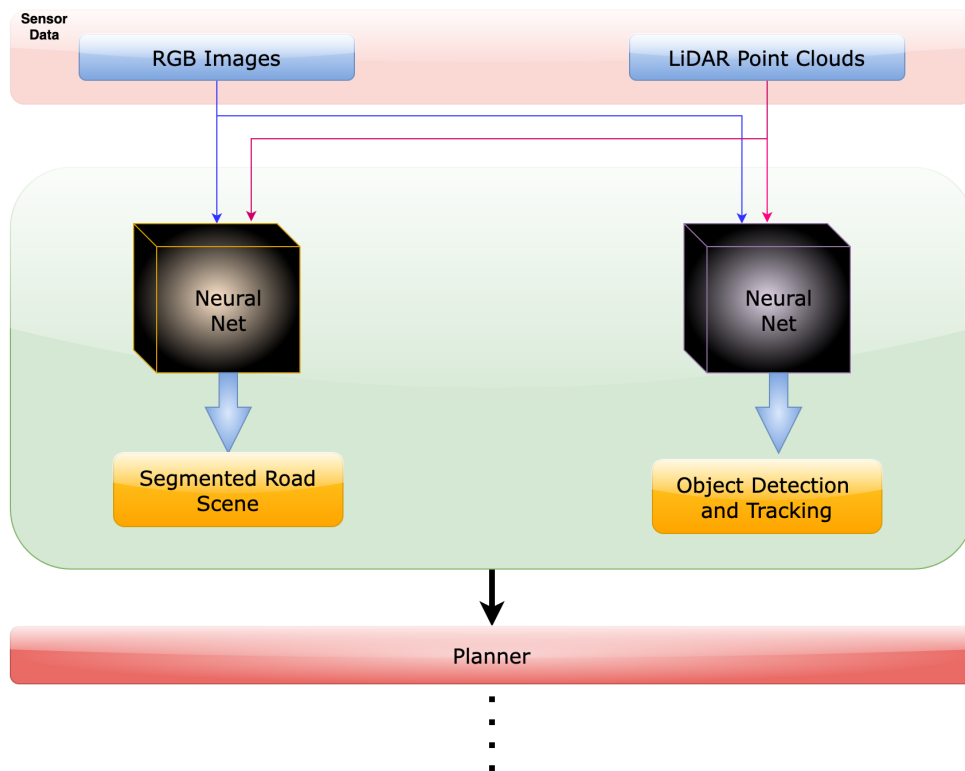 Sensor
Data
RGB Images
LiDAR Point Clouds
Neural
Net
Neural
Net
Segmented Road
Scene
Object Detection
and Tracking
Planner